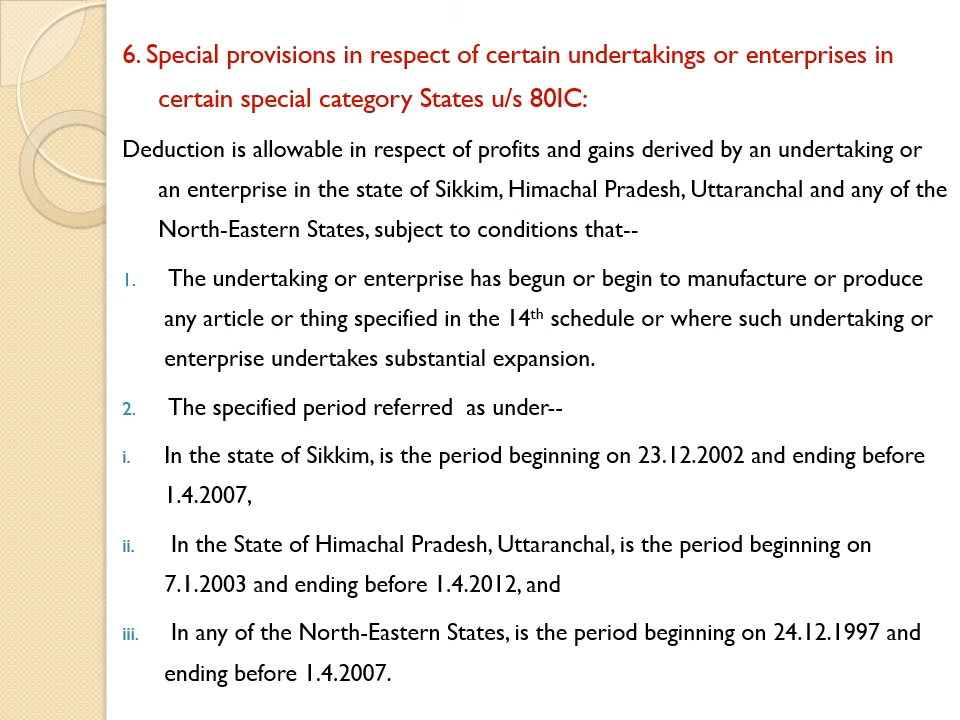 6. Special provisions in respect of certain undertakings or enterprises in
certain special category States u/s 80IC:
Deduction is allowable in respect of profits and gains derived by an undertaking or
an enterprise in the state of Sikkim, Himachal Pradesh, Uttaranchal and any of the
North-Eastern States, subject to conditions that--
1. The undertaking or enterprise has begun or begin to manufacture or produce
any article or thing specified in the 14th schedule or where such undertaking or
enterprise undertakes substantial expansion.
2. The specified period referred as under--
i. In the state of Sikkim, is the period beginning on 23.12.2002 and ending before
1.4.2007,
ii. In the State of Himachal Pradesh, Uttaranchal, is the period beginning on
7.1.2003 and ending before 1.4.2012, and
iii. In any of the North-Eastern States, is the period beginning on 24.12.1997 and
ending before 1.4.2007.